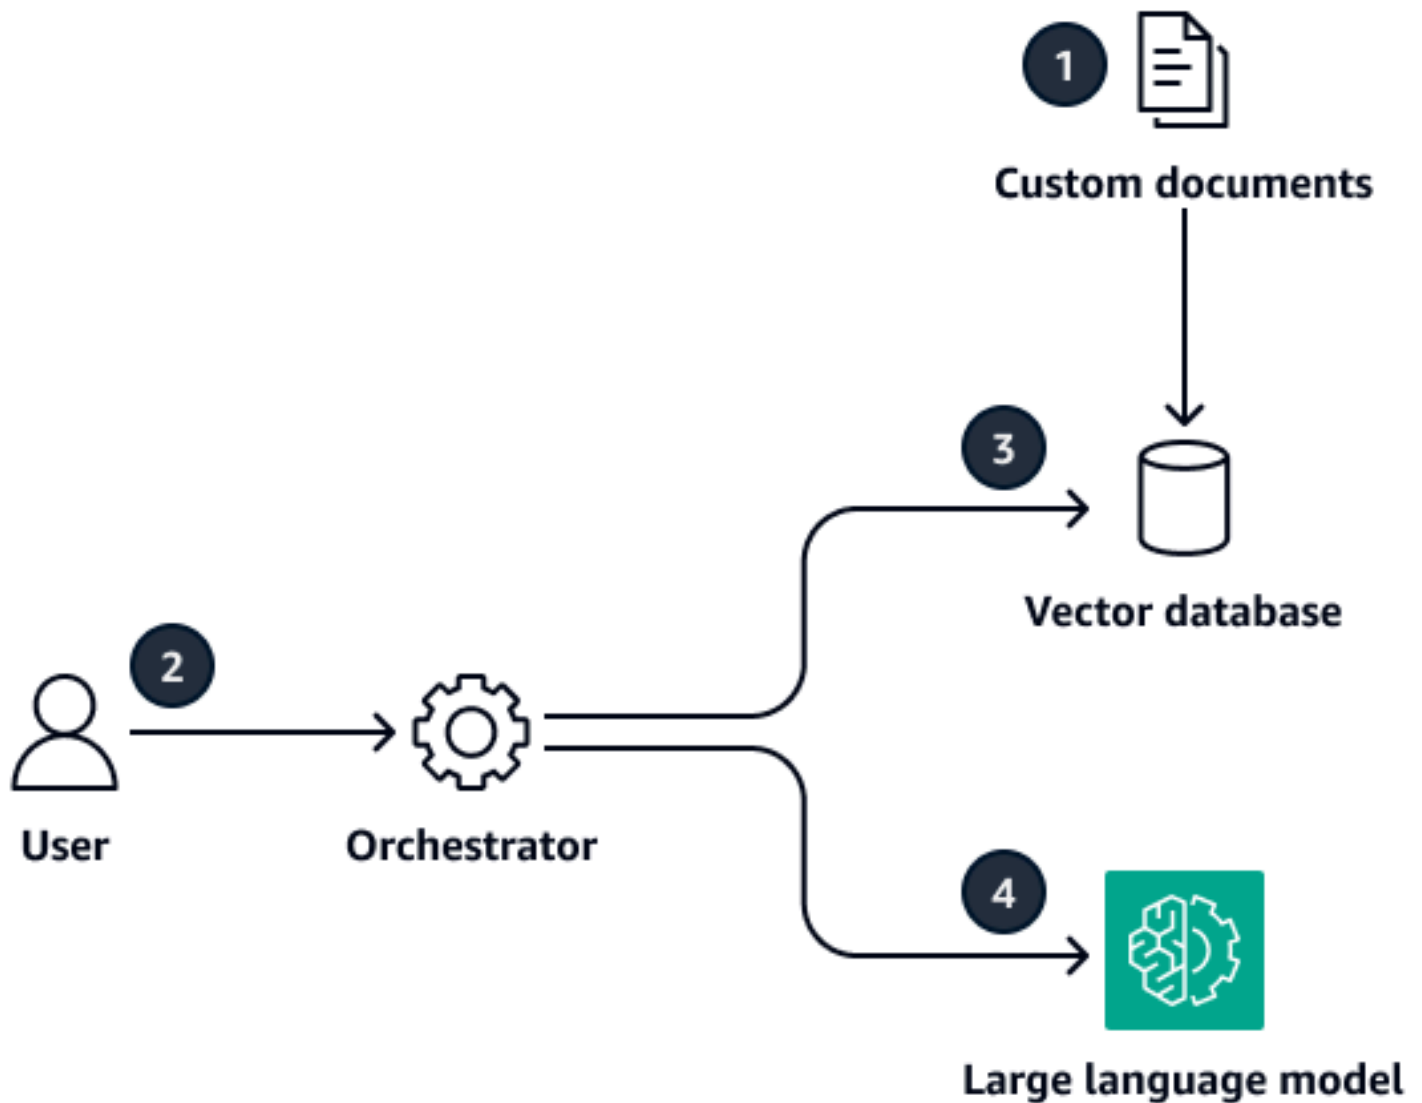 1
Custom documents
3
Vector database
2
User
Orchestrator
4
Large language model